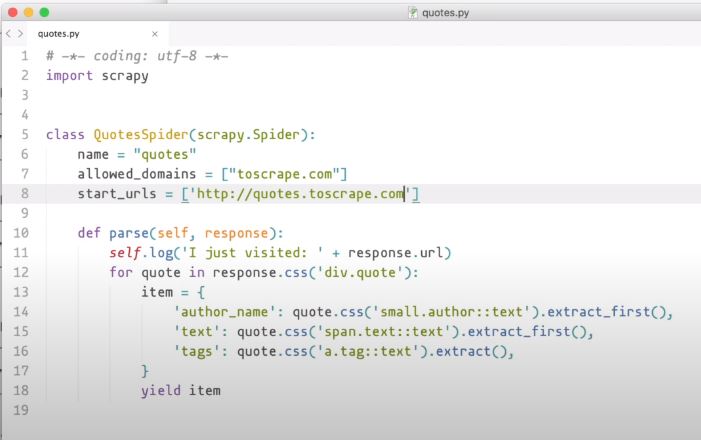 quotes.py
quotes.py ×
1 # -*- coding: utf-8 -*-
2 import scrapy
3
4
5 class QuotesSpider(scrapy.Spider):
6     name = "quotes"
7     allowed_domains = ["toscrape.com"]
8     start_urls = ['http://quotes.toscrape.com']
9
10     def parse(self, response):
11         self.log('I just visited: ' + response.url)
12         for quote in response.css('div.quote'):
13             item = {
14                 'author_name': quote.css('small.author::text').extract_first(),
15                 'text': quote.css('span.text::text').extract_first(),
16                 'tags': quote.css('a.tag::text').extract(),
17             }
18             yield item
19